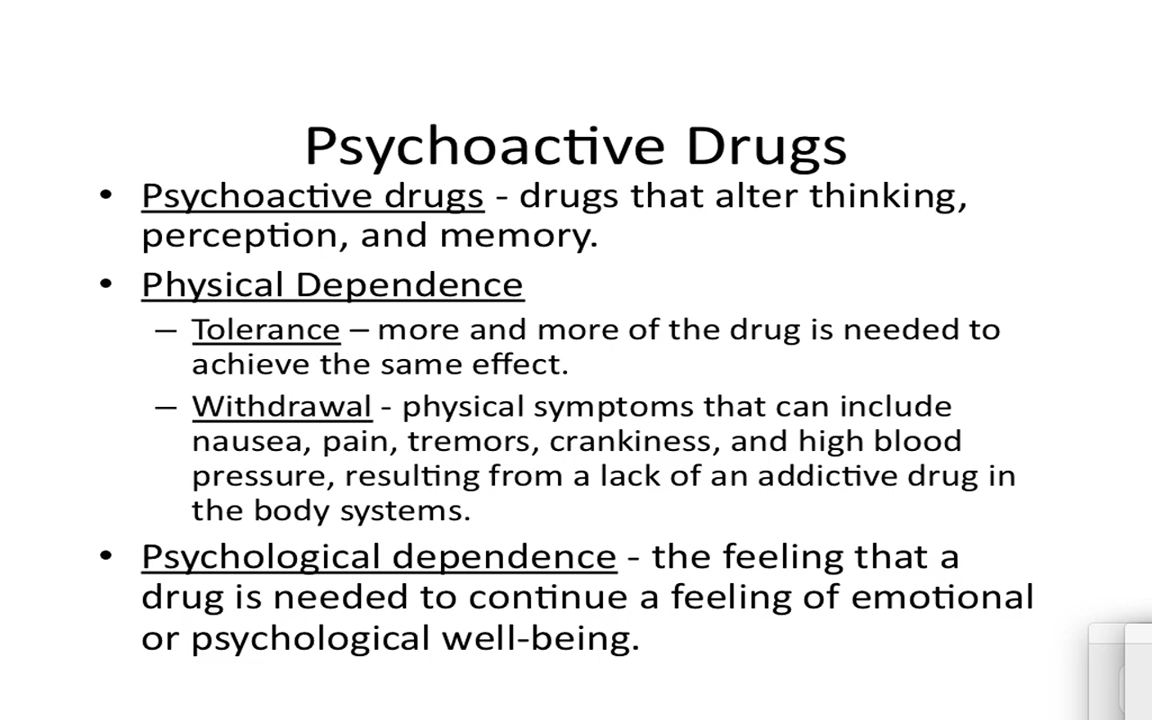 Psychoactive Drugs
• Psychoactive drugs - drugs that alter thinking,
perception, and memory.
• Physical Dependence
– Tolerance – more and more of the drug is needed to
achieve the same effect.
– Withdrawal - physical symptoms that can include
nausea, pain, tremors, crankiness, and high blood
pressure, resulting from a lack of an addictive drug in
the body systems.
• Psychological dependence - the feeling that a
drug is needed to continue a feeling of emotional
or psychological well-being.